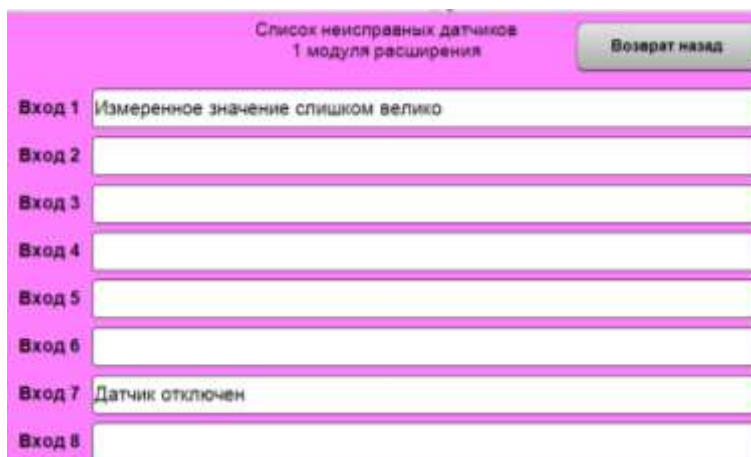 Список неисправных датчиков
1 модуля расширения
Возврат назад
Вход 1 Измеренное значение слишком велико
Вход 2
Вход 3
Вход 4
Вход 5
Вход 6
Вход 7 Датчик отключен
Вход 8